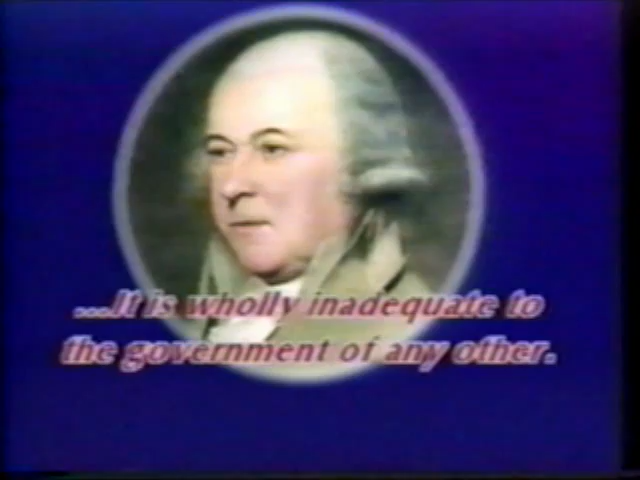 ...It is wholly inadequate to
the government of any other.